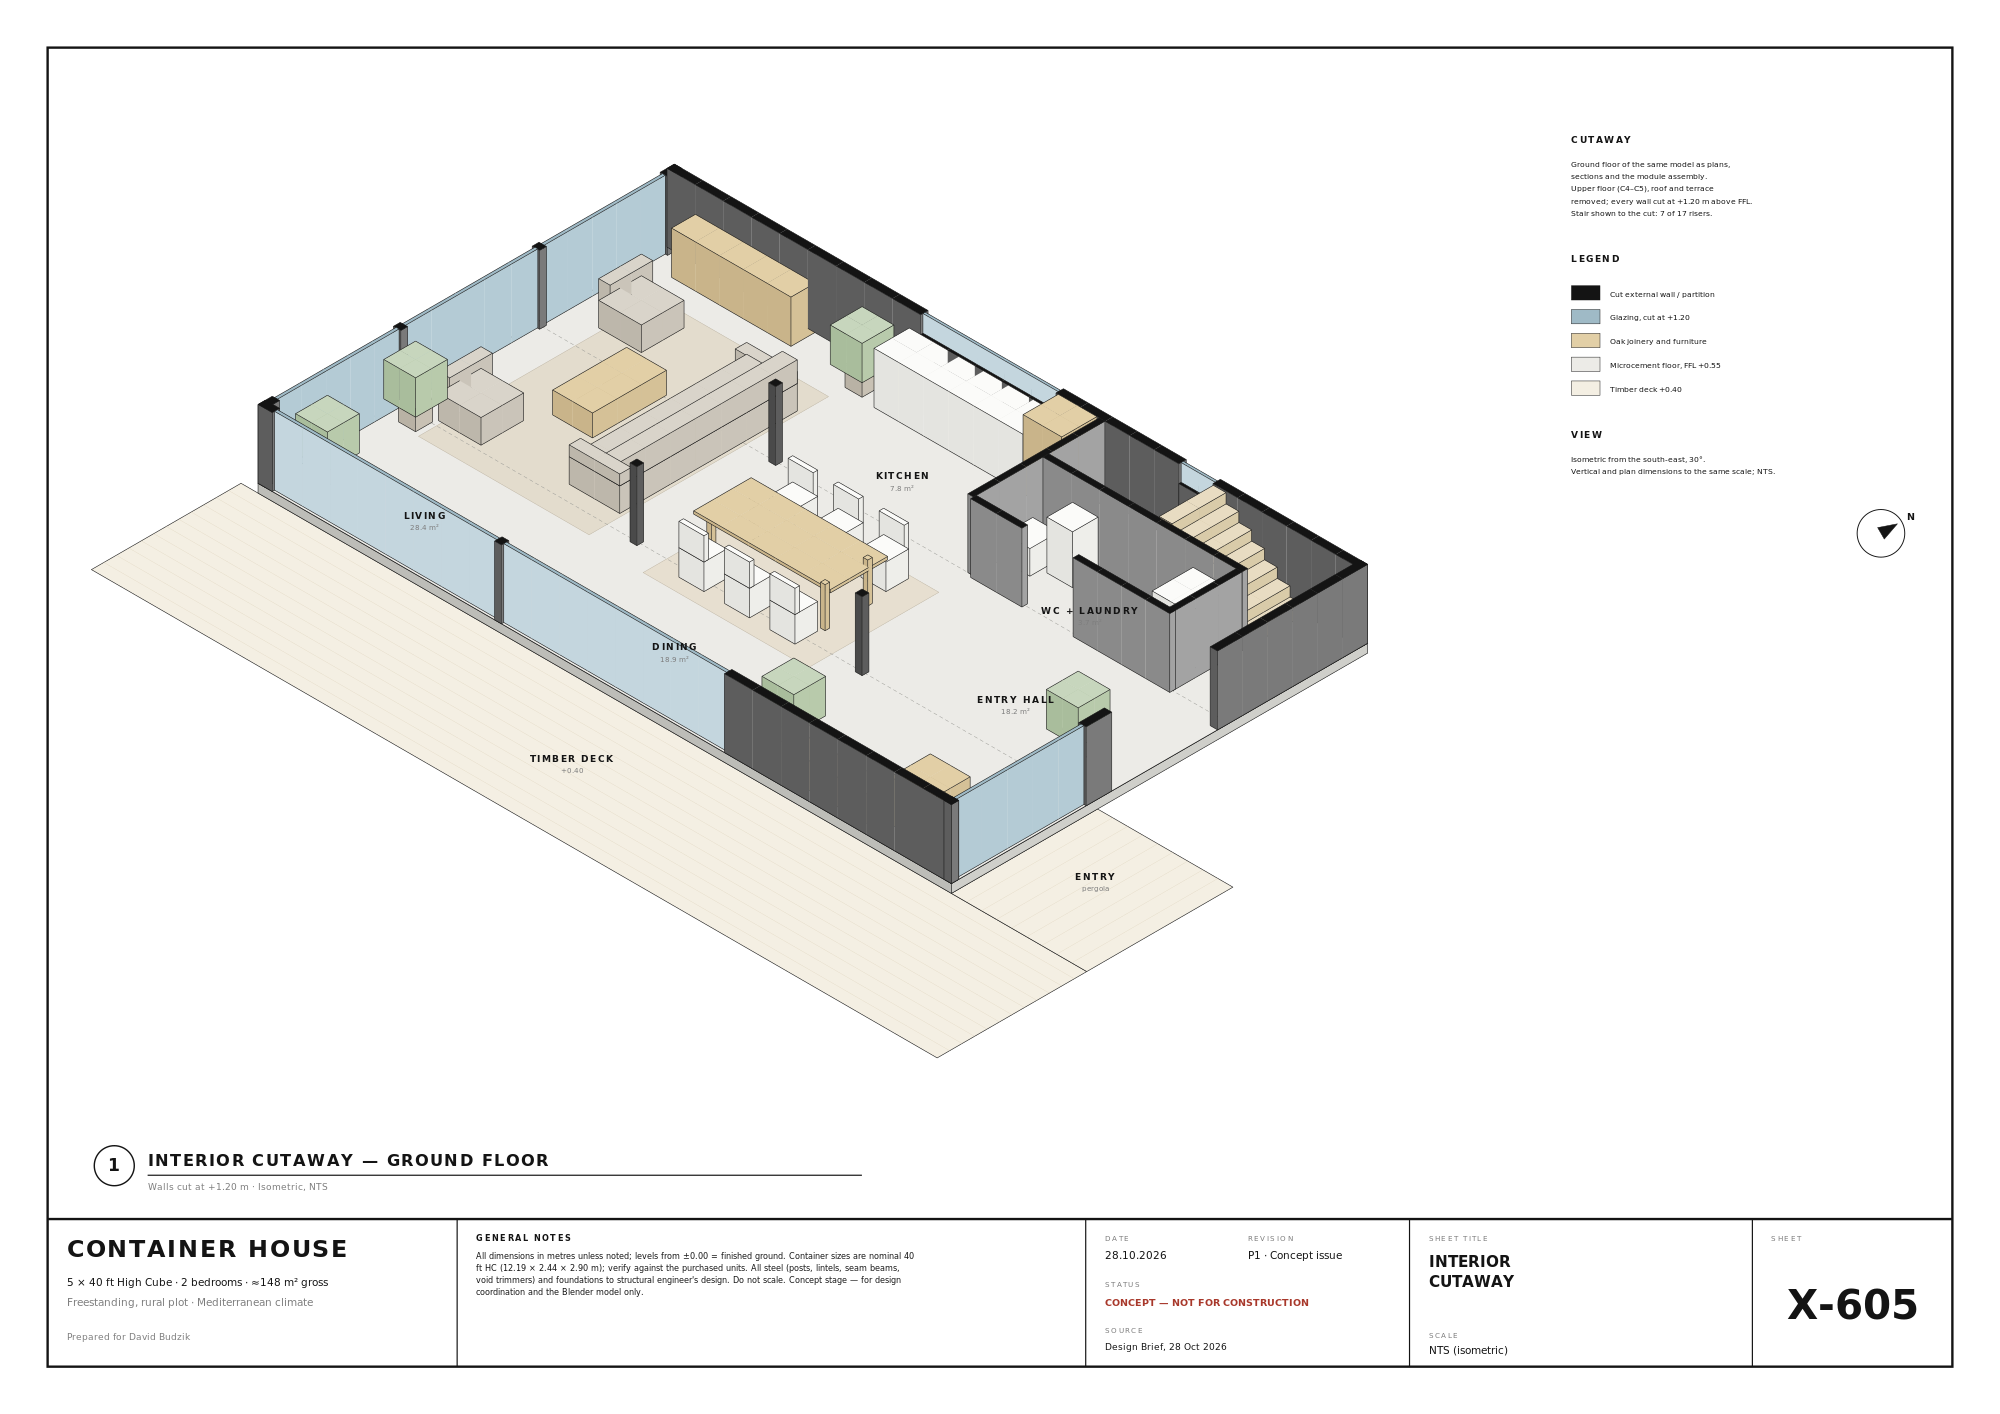 CUTAWAY
Ground floor of the same model as plans,
sections and the module assembly.
Upper floor (C4–C5), roof and terrace
removed; every wall cut at +1.20 m above FFL.
Stair shown to the cut: 7 of 17 risers.
LEGEND
Cut external wall / partition
Glazing, cut at +1.20
Oak joinery and furniture
Microcement floor, FFL +0.55
Timber deck +0.40
VIEW
Isometric from the south-east, 30°.
Vertical and plan dimensions to the same scale; NTS.
N
KITCHEN
7.8 m²
LIVING
28.4 m²
WC + LAUNDRY
DINING
18.9 m²
ENTRY HALL
18.2 m²
TIMBER DECK
+0.40
ENTRY
pergola
1
INTERIOR CUTAWAY — GROUND FLOOR
Walls cut at +1.20 m · Isometric, NTS
CONTAINER HOUSE
5 × 40 ft High Cube · 2 bedrooms · ≈148 m² gross
Freestanding, rural plot · Mediterranean climate
Prepared for David Budzik
GENERAL NOTES
All dimensions in metres unless noted; levels from ±0.00 = finished ground. Container sizes are nominal 40
ft HC (12.19 × 2.44 × 2.90 m); verify against the purchased units. All steel (posts, lintels, seam beams,
void trimmers) and foundations to structural engineer's design. Do not scale. Concept stage — for design
coordination and the Blender model only.
DATE
28.10.2026
REVISION
P1 · Concept issue
STATUS
CONCEPT — NOT FOR CONSTRUCTION
SOURCE
Design Brief, 28 Oct 2026
SHEET TITLE
INTERIOR
CUTAWAY
SCALE
NTS (isometric)
SHEET
X-605